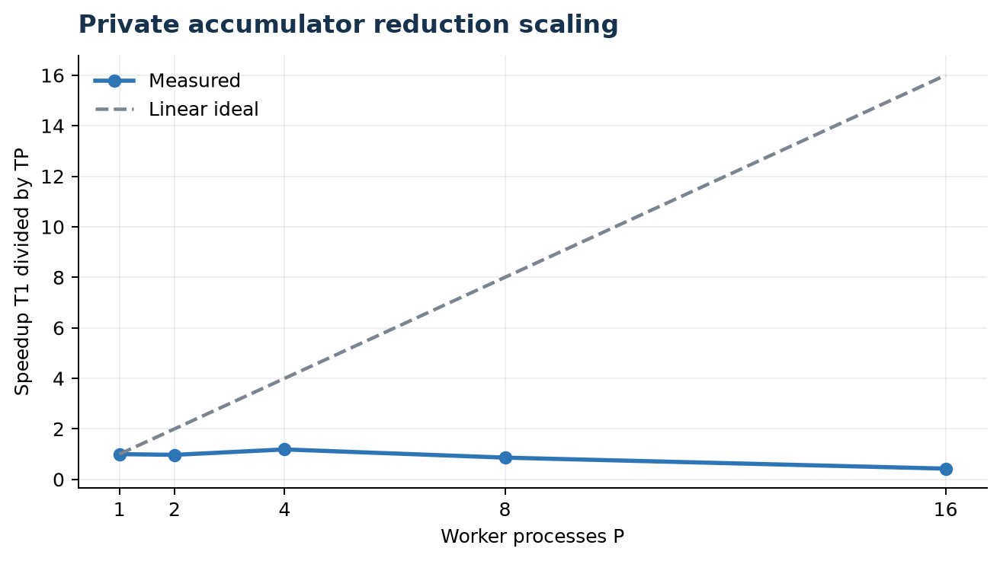 Private accumulator reduction scaling
Measured
Linear ideal
Speedup T1 divided by TP
16
14
12
10
8
6
4
2
0
1 2 4 8 16
Worker processes P